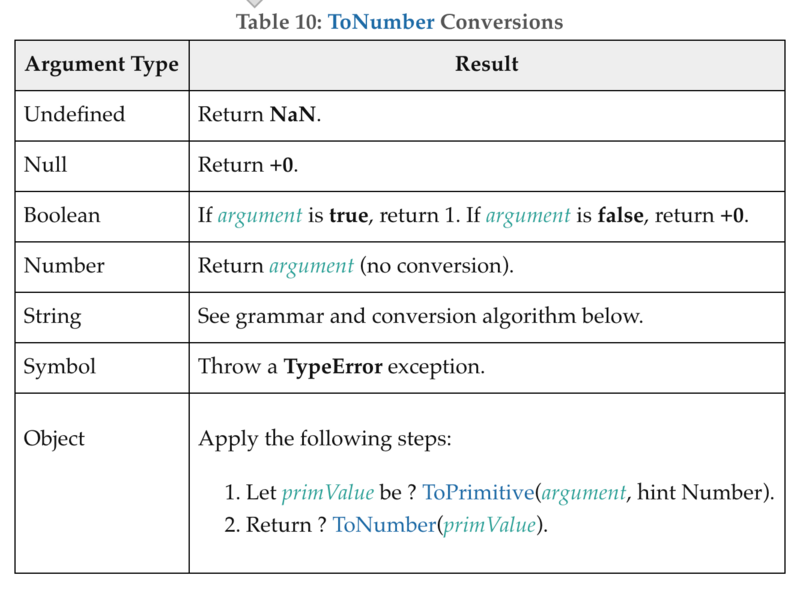 Table 10: ToNumber Conversions
Argument Type Result
Undefined Return NaN.
Null Return +0.
Boolean If argument is true, return 1. If argument is false, return +0.
Number Return argument (no conversion).
String See grammar and conversion algorithm below.
Symbol Throw a TypeError exception.
Object Apply the following steps:
1. Let primValue be ? ToPrimitive(argument, hint Number).
2. Return ? ToNumber(primValue).